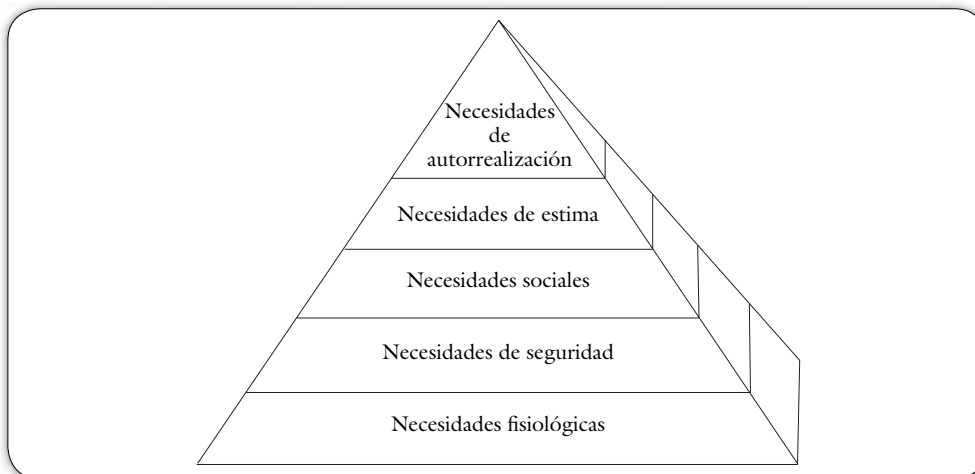 Necesidades
de
autorrealización
Necesidades de estima
Necesidades sociales
Necesidades de seguridad
Necesidades fisiológicas